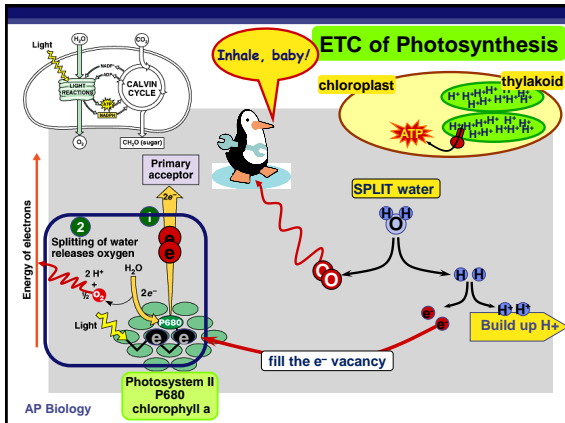 ETC of Photosynthesis
Inhale, baby!
Light
H₂O
CO₂
LIGHT
REACTIONS
NADP⁺
ADP
ATP
NADPH
CALVIN
CYCLE
O₂
CH₂O (sugar)
chloroplast
thylakoid
H⁺ H⁺ H⁺ H⁺ H⁺
H⁺ H⁺ H⁺ H⁺
H⁺ H⁺ H⁺ H⁺ H⁺
H⁺ H⁺ H⁺ H⁺
ATP
Primary
acceptor
2e⁻
1
e
e
2
Splitting of water
releases oxygen
2 H⁺
+
½ O₂
H₂O
2e⁻
Light
P680
e e
Energy of electrons
Photosystem II
P680
chlorophyll a
SPLIT water
H H
O
O
O
H H
e⁻
e⁻
H⁺ H⁺
Build up H+
fill the e⁻ vacancy
AP Biology